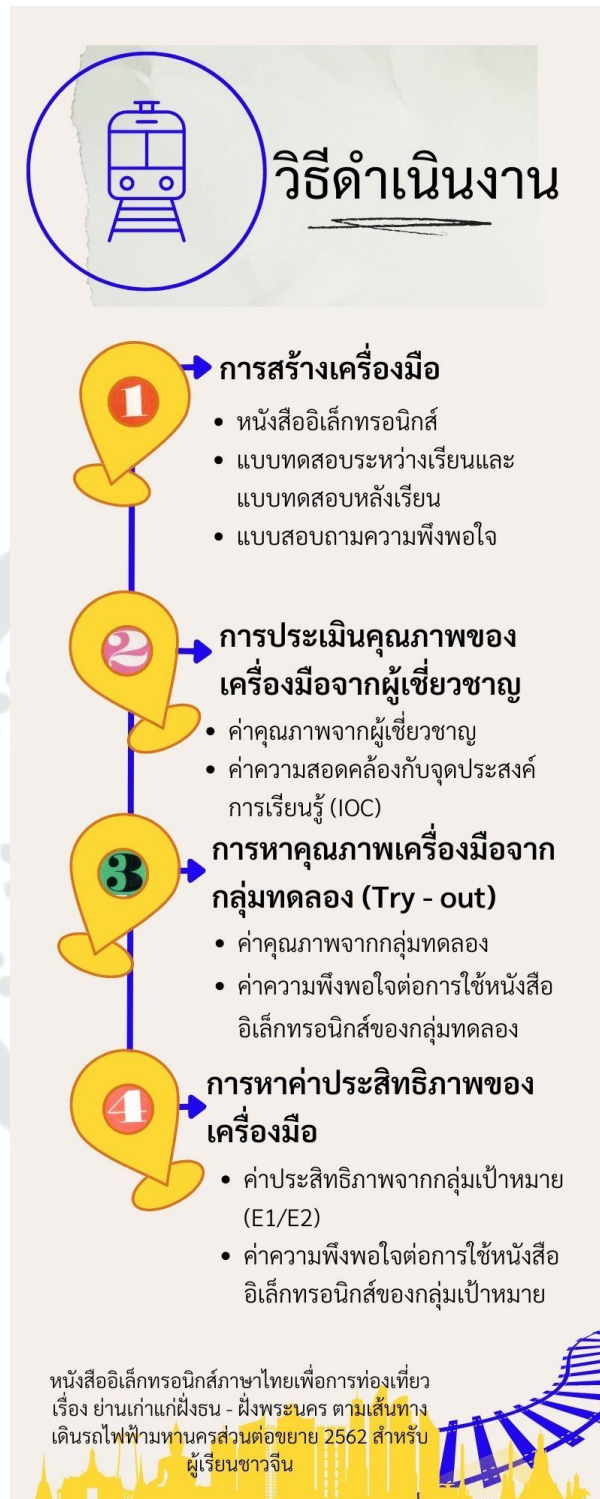 วิธีดำเนินงาน
1
การสร้างเครื่องมือ
• หนังสืออิเล็กทรอนิกส์
• แบบทดสอบระหว่างเรียนและ
แบบทดสอบหลังเรียน
• แบบสอบถามความพึงพอใจ
2
การประเมินคุณภาพของ
เครื่องมือจากผู้เชี่ยวชาญ
• ค่าคุณภาพจากผู้เชี่ยวชาญ
• ค่าความสอดคล้องกับจุดประสงค์
การเรียนรู้ (IOC)
3
การหาคุณภาพเครื่องมือจาก
กลุ่มทดลอง (Try - out)
• ค่าคุณภาพจากกลุ่มทดลอง
• ค่าความพึงพอใจต่อการใช้หนังสือ
อิเล็กทรอนิกส์ของกลุ่มทดลอง
4
การหาค่าประสิทธิภาพของ
เครื่องมือ
• ค่าประสิทธิภาพจากกลุ่มเป้าหมาย
(E1/E2)
• ค่าความพึงพอใจต่อการใช้หนังสือ
อิเล็กทรอนิกส์ของกลุ่มเป้าหมาย
หนังสืออิเล็กทรอนิกส์ภาษาไทยเพื่อการท่องเที่ยว
เรื่อง ย่านเก่าแก่ฝั่งธน - ฝั่งพระนคร ตามเส้นทาง
เดินรถไฟฟ้ามหานครส่วนต่อขยาย 2562 สำหรับ
ผู้เรียนชาวจีน